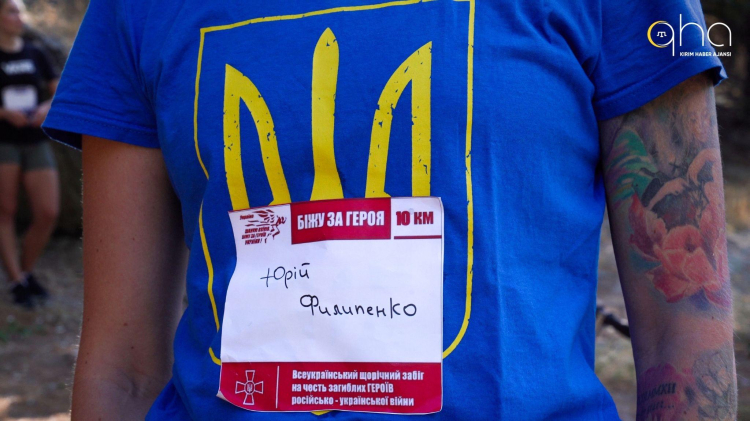 qha
KIRIM HABER AJANSI
Україна
БІЖУ ЗА ГЕРОЯ
10 КМ
Юрій
Филипенко
Всеукраїнський щорічний забіг
на честь загиблих ГЕРОЇВ
російсько - української війни